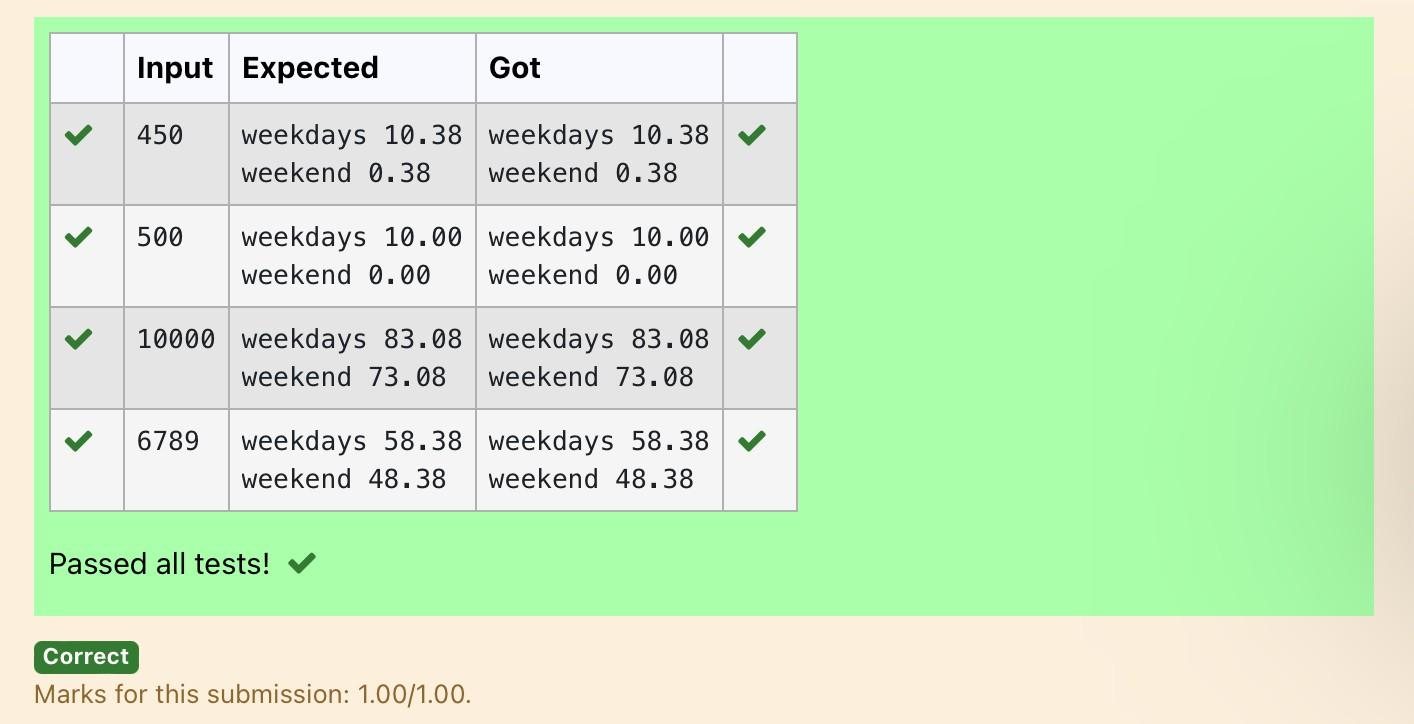 Input Expected Got
450 weekdays 10.38 weekdays 10.38
weekend 0.38 weekend 0.38
500 weekdays 10.00 weekdays 10.00
weekend 0.00 weekend 0.00
10000 weekdays 83.08 weekdays 83.08
weekend 73.08 weekend 73.08
6789 weekdays 58.38 weekdays 58.38
weekend 48.38 weekend 48.38
Passed all tests!
Correct
Marks for this submission: 1.00/1.00.